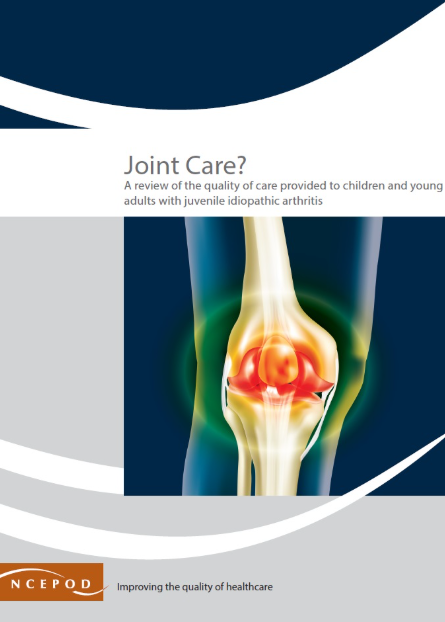 Joint Care?
A review of the quality of care provided to children and young
adults with juvenile idiopathic arthritis
NCEPOD
Improving the quality of healthcare